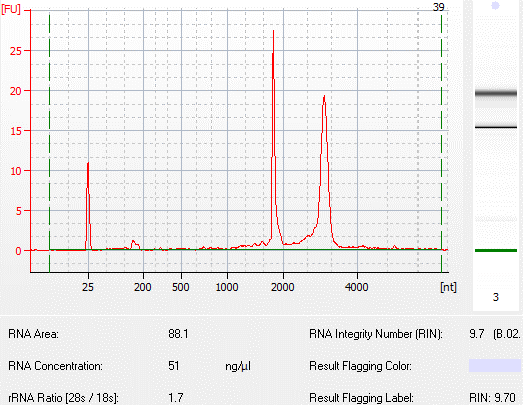 [FU] 39
25
20
15
10
5
0
25 200 500 1000 2000 4000 [nt]
3
RNA Area: 88.1 RNA Integrity Number (RIN): 9.7 (B.02.
RNA Concentration: 51 ng/µl Result Flagging Color:
rRNA Ratio [28s / 18s]: 1.7 Result Flagging Label: RIN: 9.70